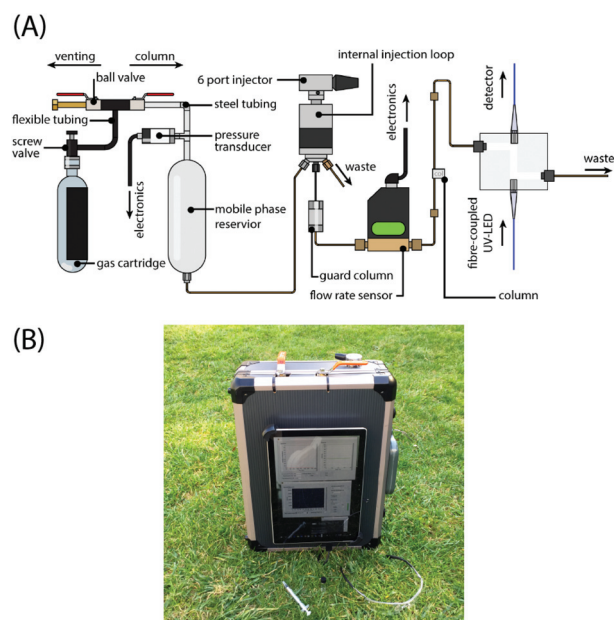 (A)
venting
column
ball valve
flexible tubing
screw
valve
gas cartridge
steel tubing
pressure
transducer
electronics
mobile phase
reservior
6 port injector
internal injection loop
waste
guard column
electronics
flow rate sensor
column
detector
fibre-coupled
UV-LED
waste
(B)